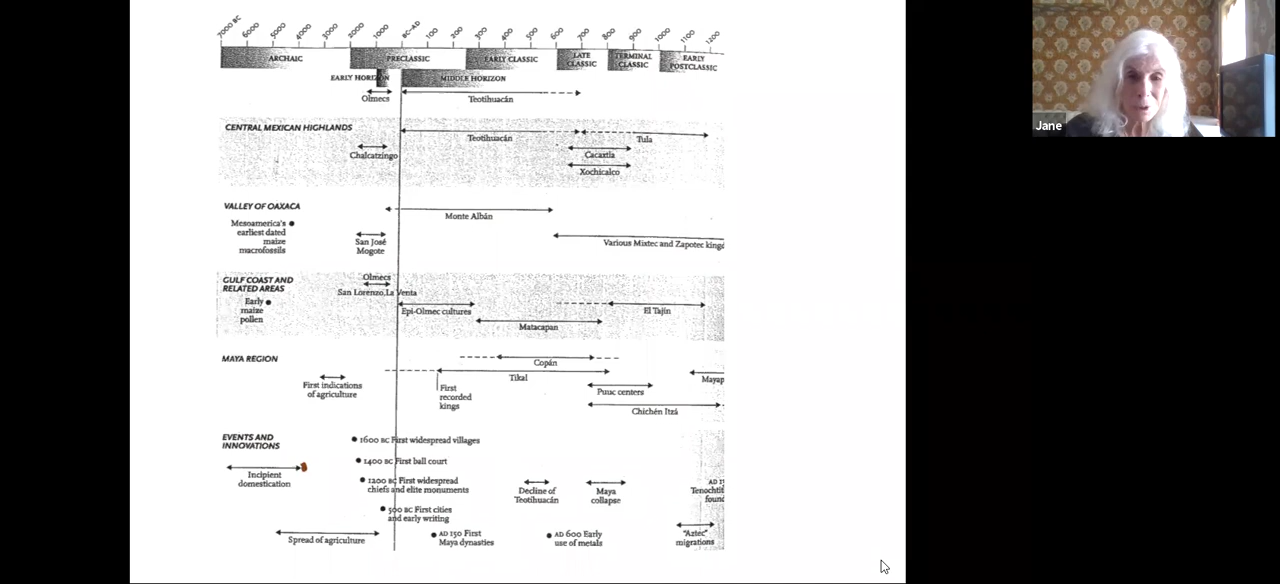 7000 BC
6000
5000
4000
3000
2000
1000
BC-AD
100
200
300
400
500
600
700
800
900
1000
1100
1200
ARCHAIC
PRECLASSIC
EARLY CLASSIC
LATE
CLASSIC
TERMINAL
CLASSIC
EARLY
POSTCLASSIC
EARLY HORIZON
MIDDLE HORIZON
Olmecs
Teotihuacán
CENTRAL MEXICAN HIGHLANDS
Teotihuacán
Tula
Chalcatzingo
Cacaxtla
Xochicalco
VALLEY OF OAXACA
Monte Albán
Mesoamerica's
earliest dated
maize
macrofossils
San José
Mogote
Various Mixtec and Zapotec kingd
GULF COAST AND
RELATED AREAS
Olmecs
San Lorenzo, La Venta
Early
maize
pollen
Epi-Olmec cultures
El Tajín
Matacapan
MAYA REGION
Copán
Tikal
Mayap
First indications
of agriculture
First
recorded
kings
Puuc centers
Chichén Itzá
EVENTS AND
INNOVATIONS
1600 BC First widespread villages
1400 BC First ball court
Incipient
domestication
1200 BC First widespread
chiefs and elite monuments
Decline of
Teotihuacán
Maya
collapse
AD 1
Tenochtit
found
500 BC First cities
and early writing
Spread of agriculture
AD 150 First
Maya dynasties
AD 600 Early
use of metals
"Aztec"
migrations
Jane